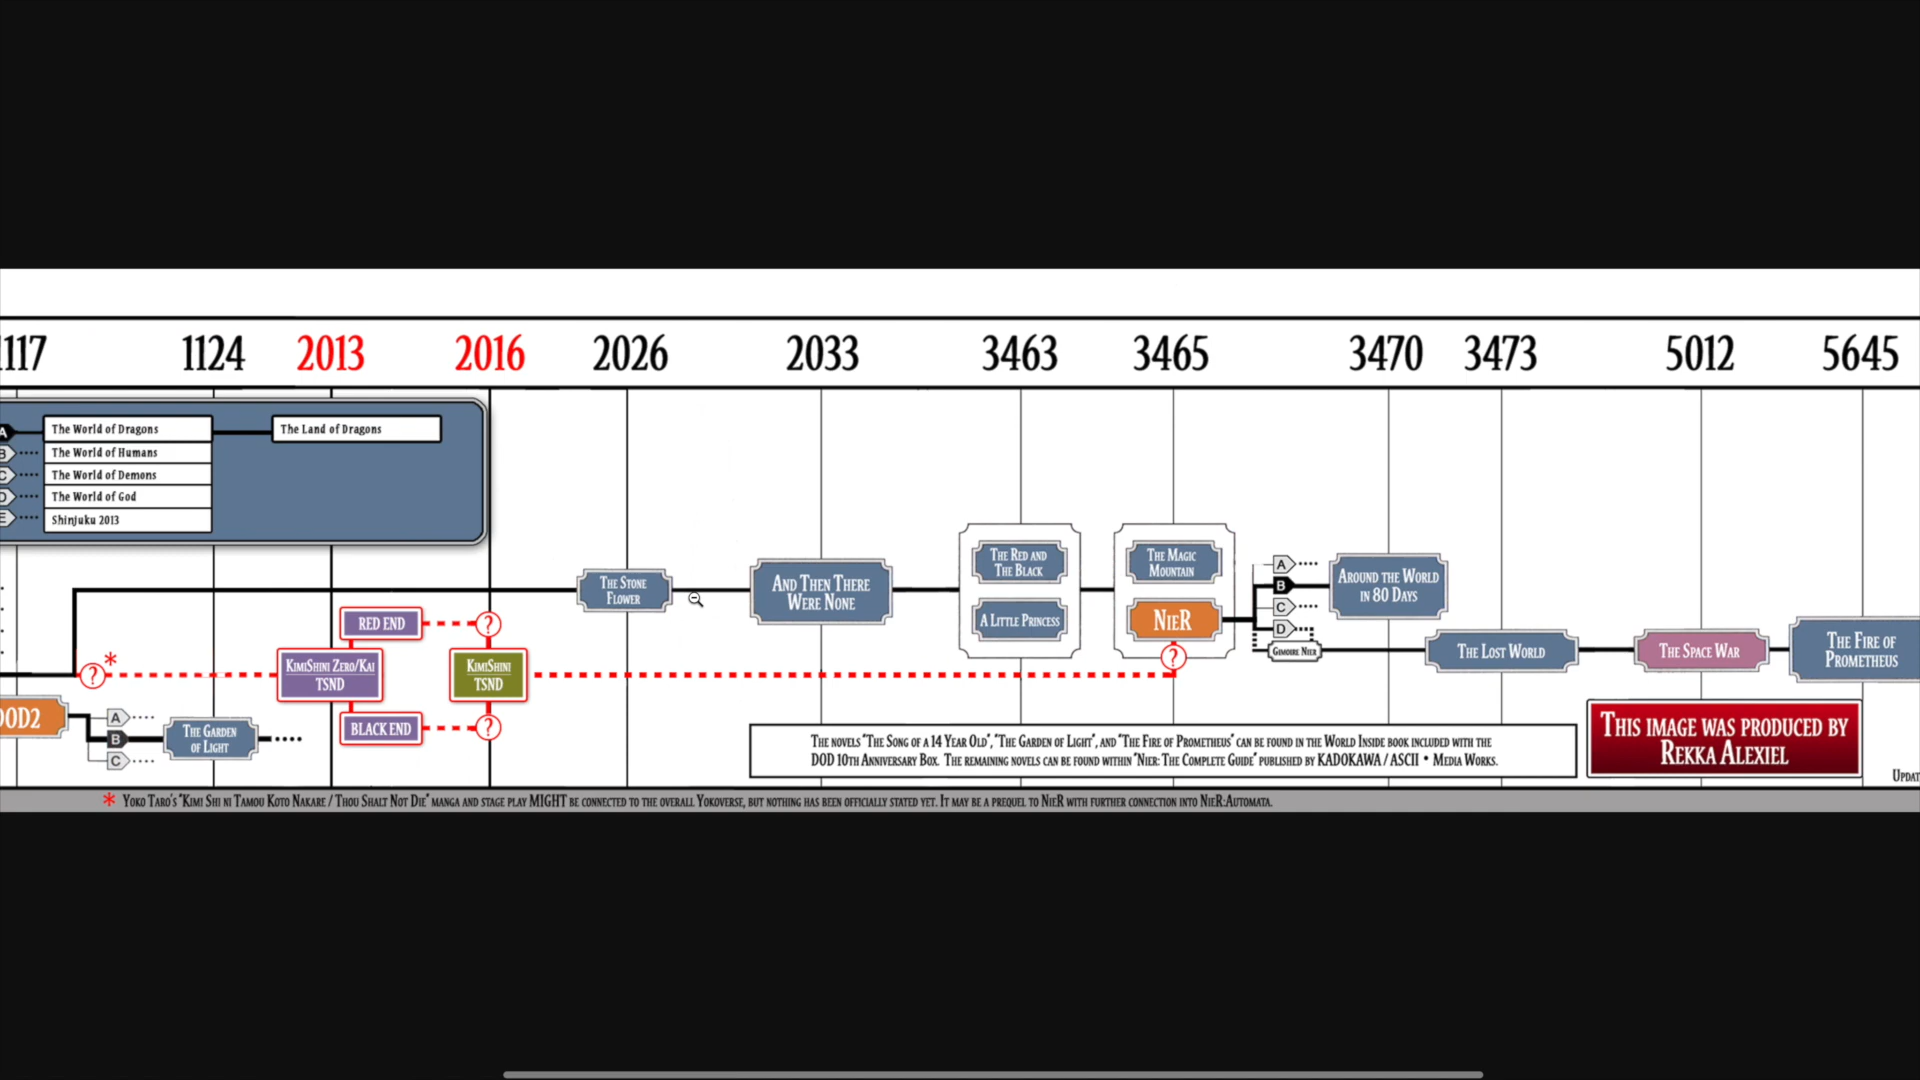 1117 1124 2013 2016 2026 2033 3463 3465 3470 3473 5012 5645
A The World of Dragons The Land of Dragons
B The World of Humans
C The World of Demons
D The World of God
E Shinjuku 2013
The Stone
Flower
And Then There
Were None
The Red and
The Black
A Little Princess
The Magic
Mountain
NieR
?
A
B
C
D
Grimoire Nier
Around the World
in 80 Days
The Lost World
The Space War
The Fire of
Prometheus
? *
RED END
KimiShini Zero/Kai
TSND
BLACK END
?
KimiShini
TSND
?
DOD2
A
B
C
The Garden
of Light
The novels "The Song of a 14 Year Old", "The Garden of Light", and "The Fire of Prometheus" can be found in the World Inside book included with the
DOD 10th Anniversary Box. The remaining novels can be found within "Nier: The Complete Guide" published by KADOKAWA / ASCII • Media Works.
This image was produced by
Rekka Alexiel
* Yoko Taro's "Kimi Shi ni Tamou Koto Nakare / Thou Shalt Not Die" manga and stage play MIGHT be connected to the overall Yokoverse, but nothing has been officially stated yet. It may be a prequel to NieR with further connection into NieR:Automata.